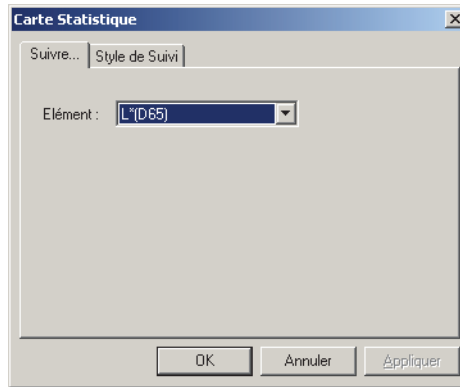 Carte Statistique
Suivre... Style de Suivi
Elément : L*(D65)
OK Annuler Appliquer